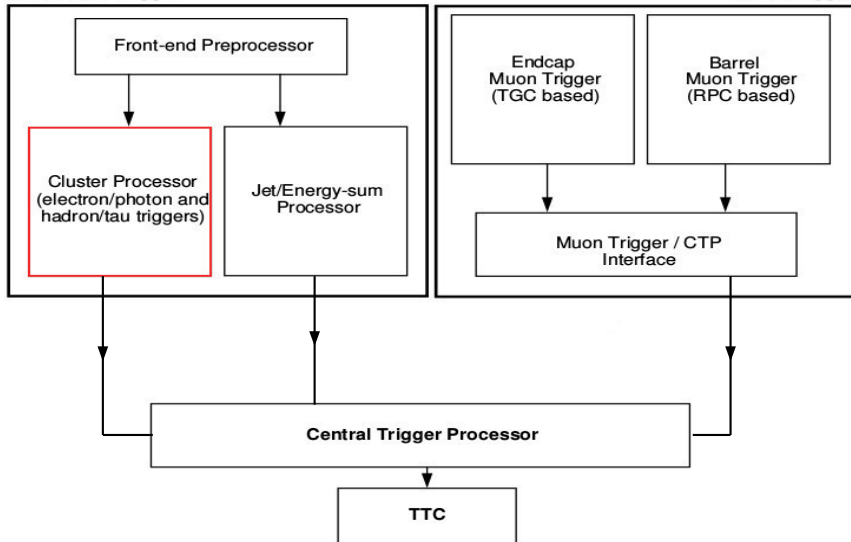 Front-end Preprocessor
Endcap
Muon Trigger
(TGC based)
Barrel
Muon Trigger
(RPC based)
Cluster Processor
(electron/photon and
hadron/tau triggers)
Jet/Energy-sum
Processor
Muon Trigger / CTP
Interface
Central Trigger Processor
TTC